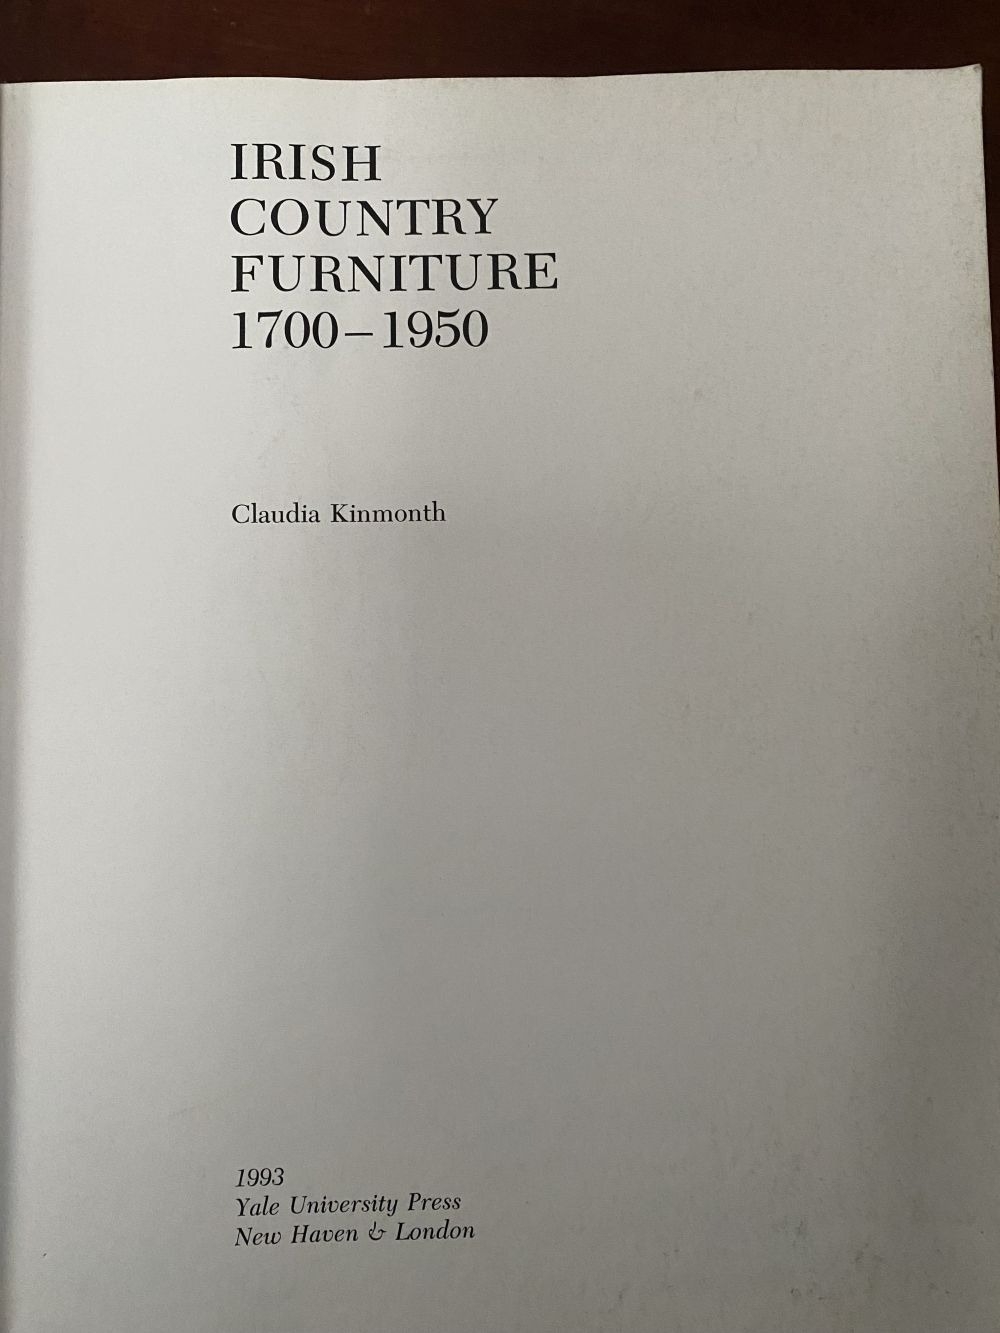 IRISH
COUNTRY
FURNITURE
1700–1950
Claudia Kinmonth
1993
Yale University Press
New Haven & London